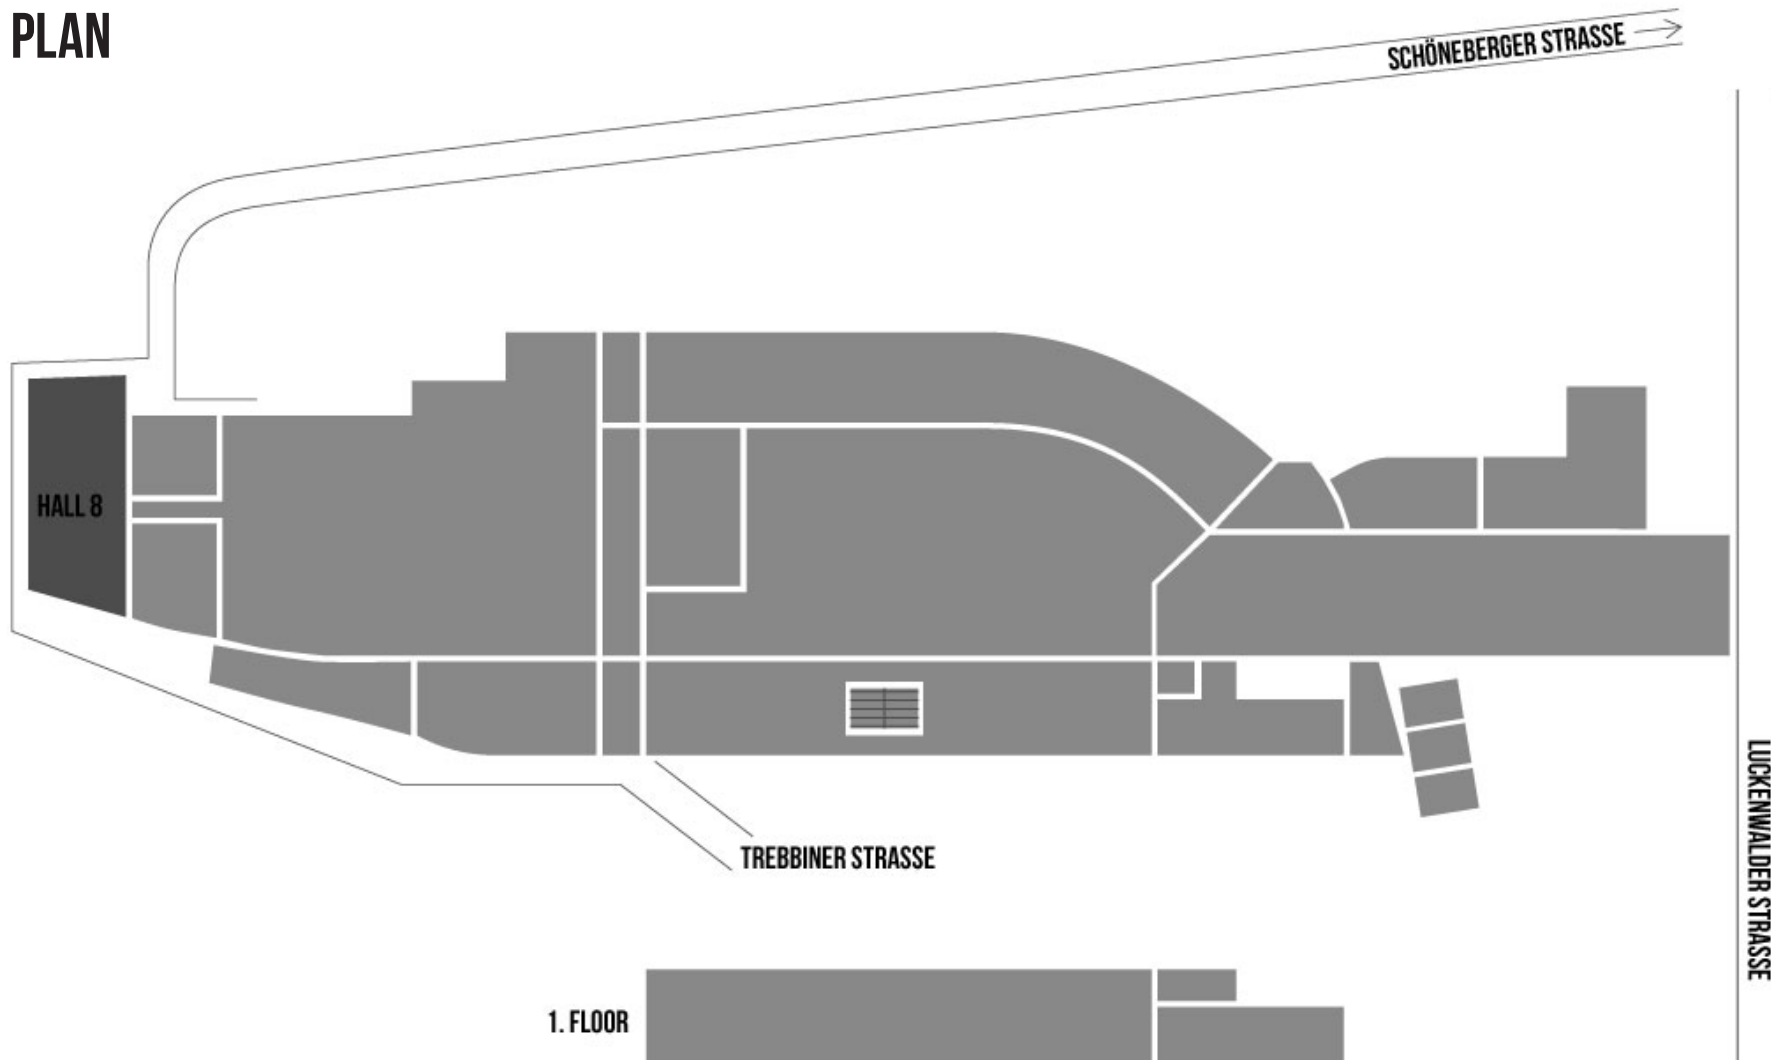 PLAN
SCHÖNEBERGER STRASSE
HALL 8
TREBBINER STRASSE
LUCKENWALDER STRASSE
1. FLOOR